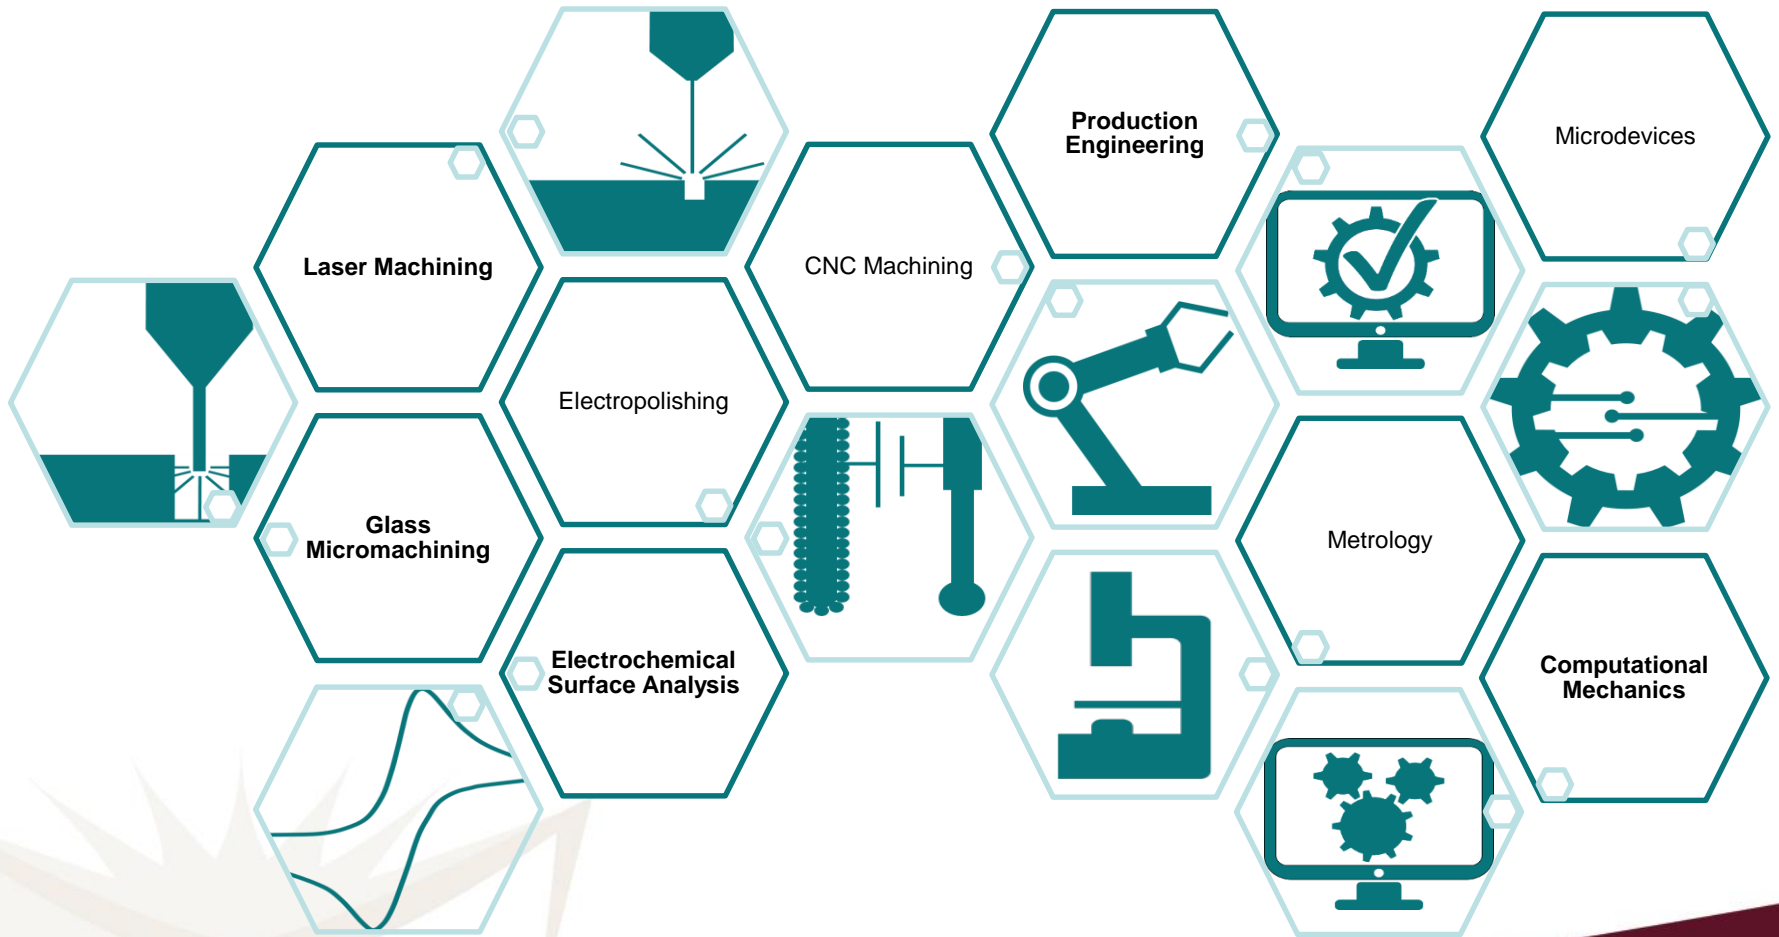 Production
Engineering
Microdevices
Laser Machining
CNC Machining
Electropolishing
Glass
Micromachining
Metrology
Electrochemical
Surface Analysis
Computational
Mechanics